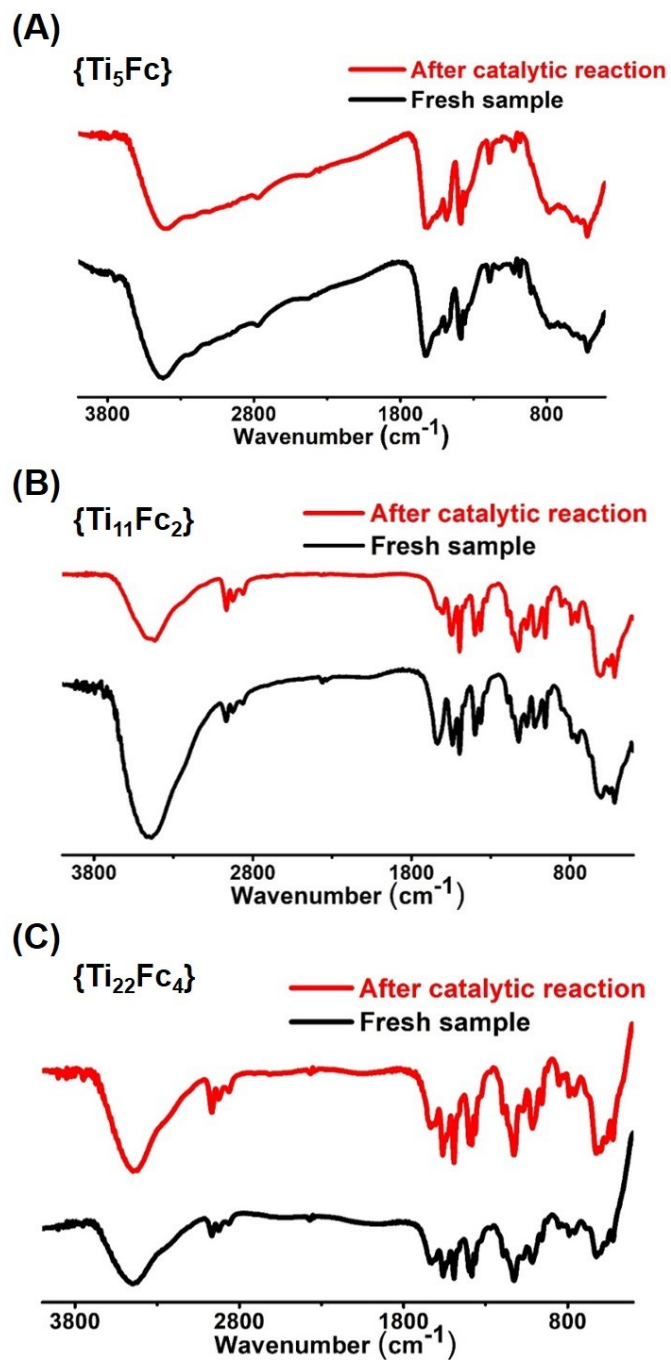 (A)
{Ti₅Fc}
After catalytic reaction
Fresh sample
3800 2800 1800 800
Wavenumber (cm⁻¹)
(B)
{Ti₁₁Fc₂}
After catalytic reaction
Fresh sample
3800 2800 1800 800
Wavenumber (cm⁻¹)
(C)
{Ti₂₂Fc₄}
After catalytic reaction
Fresh sample
3800 2800 1800 800
Wavenumber (cm⁻¹)